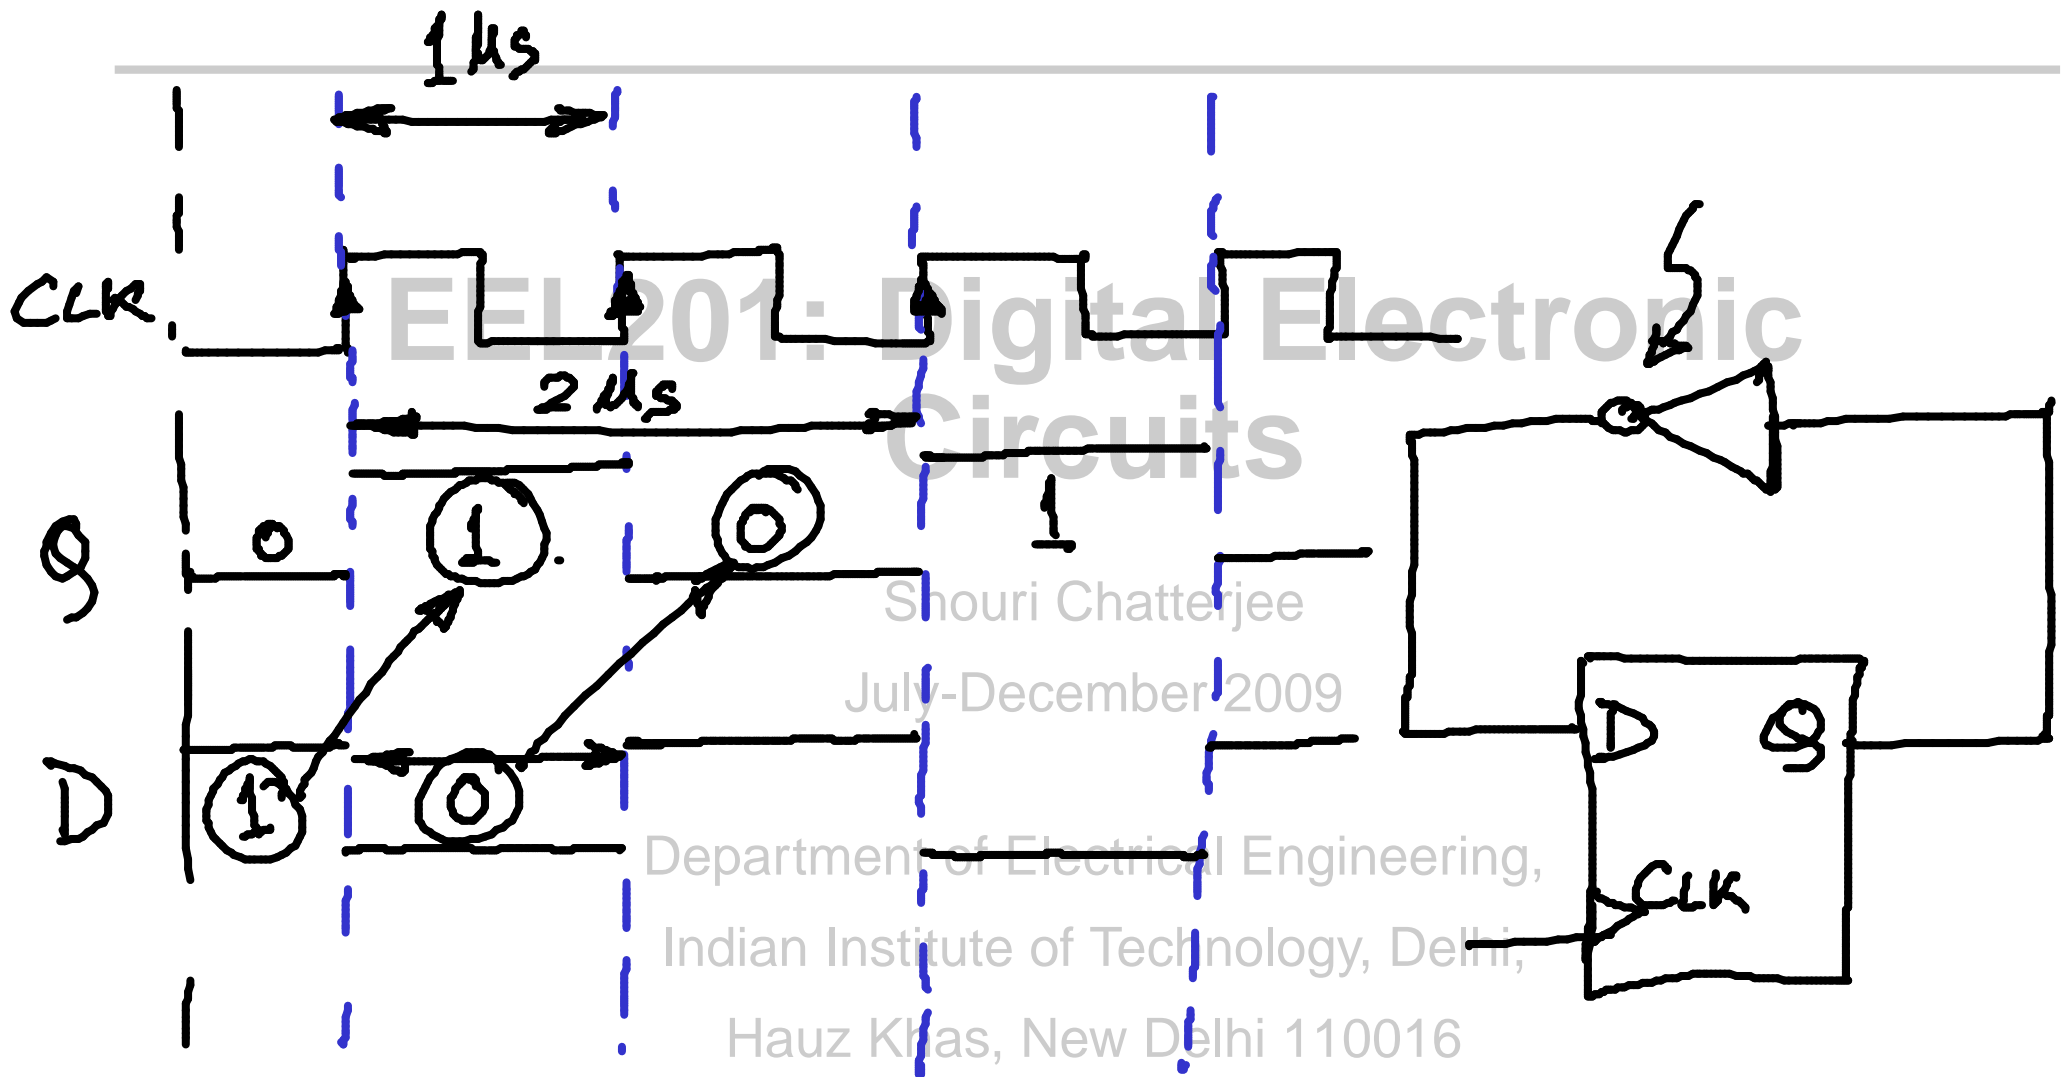 1 μs
CLK
EEL201: Digital Electronic
2 μs
Circuits
Q 0 1 0 1
Shouri Chatterjee
July-December 2009
D 1 0
D Q
Department of Electrical Engineering,
CLK
Indian Institute of Technology, Delhi,
Hauz Khas, New Delhi 110016